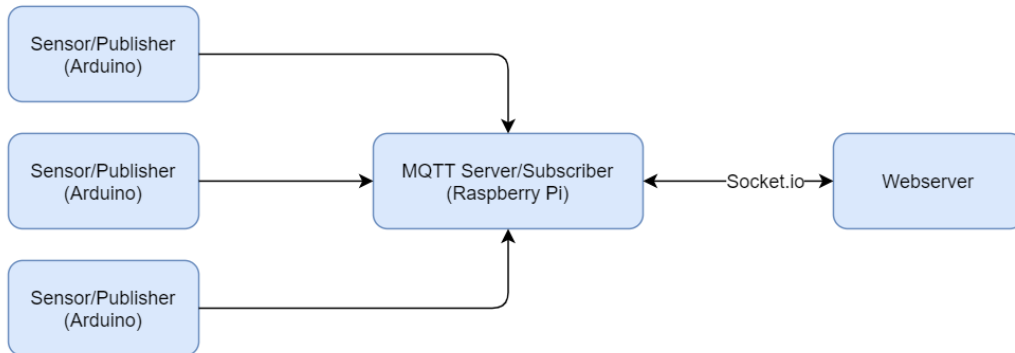 Sensor/Publisher
(Arduino)
Sensor/Publisher
(Arduino)
MQTT Server/Subscriber
(Raspberry Pi)
Socket.io
Webserver
Sensor/Publisher
(Arduino)